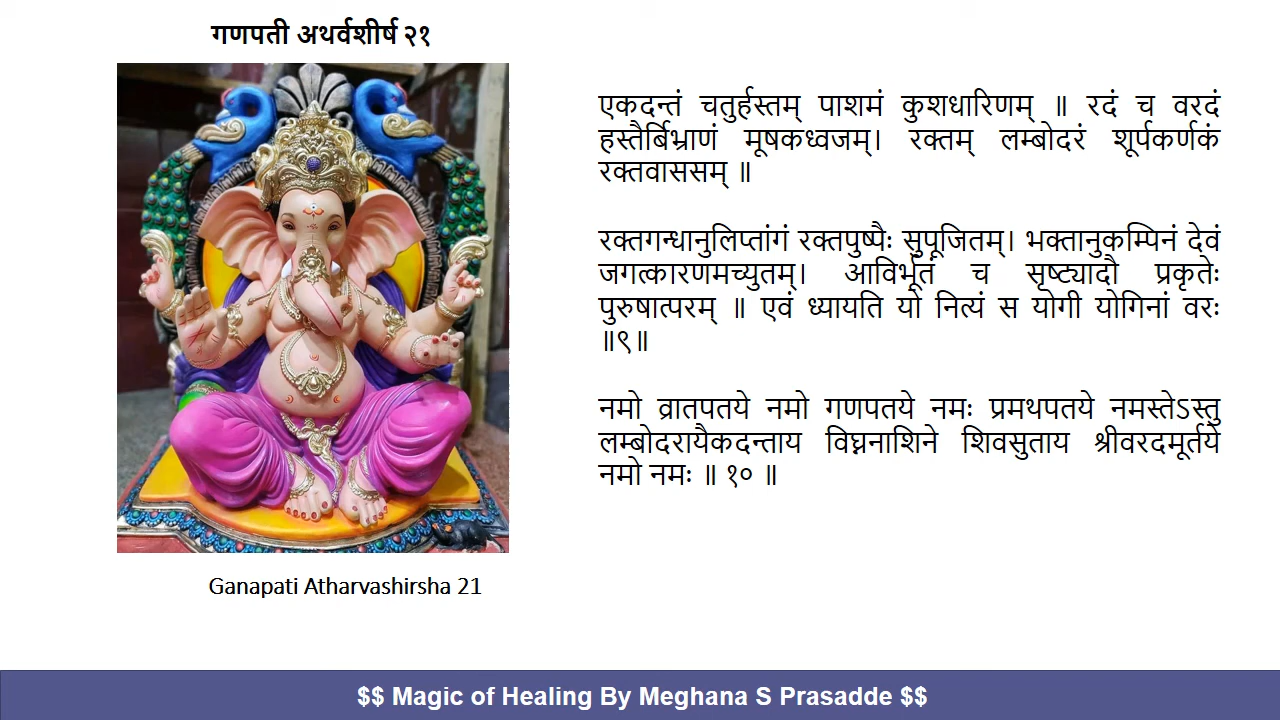 गणपती अथर्वशीर्ष २१
एकदन्तं चतुर्हस्तम् पाशमं कुशधारिणम् ॥ रदं च वरदं
हस्तैर्बिभ्राणं मूषकध्वजम्। रक्तम् लम्बोदरं शूर्पकर्णकं
रक्तवाससम् ॥
रक्तगन्धानुलिप्तांगं रक्तपुष्पैः सुपूजितम्। भक्तानुकम्पिनं देवं
जगत्कारणमच्युतम्। आविर्भूतं च सृष्ट्यादौ प्रकृतेः
पुरुषात्परम् ॥ एवं ध्यायति यो नित्यं स योगी योगिनां वरः
॥९॥
नमो व्रातपतये नमो गणपतये नमः प्रमथपतये नमस्तेऽस्तु
लम्बोदरायैकदन्ताय विघ्ननाशिने शिवसुताय श्रीवरदमूर्तये
नमो नमः ॥ १० ॥
Ganapati Atharvashirsha 21
$$ Magic of Healing By Meghana S Prasadde $$